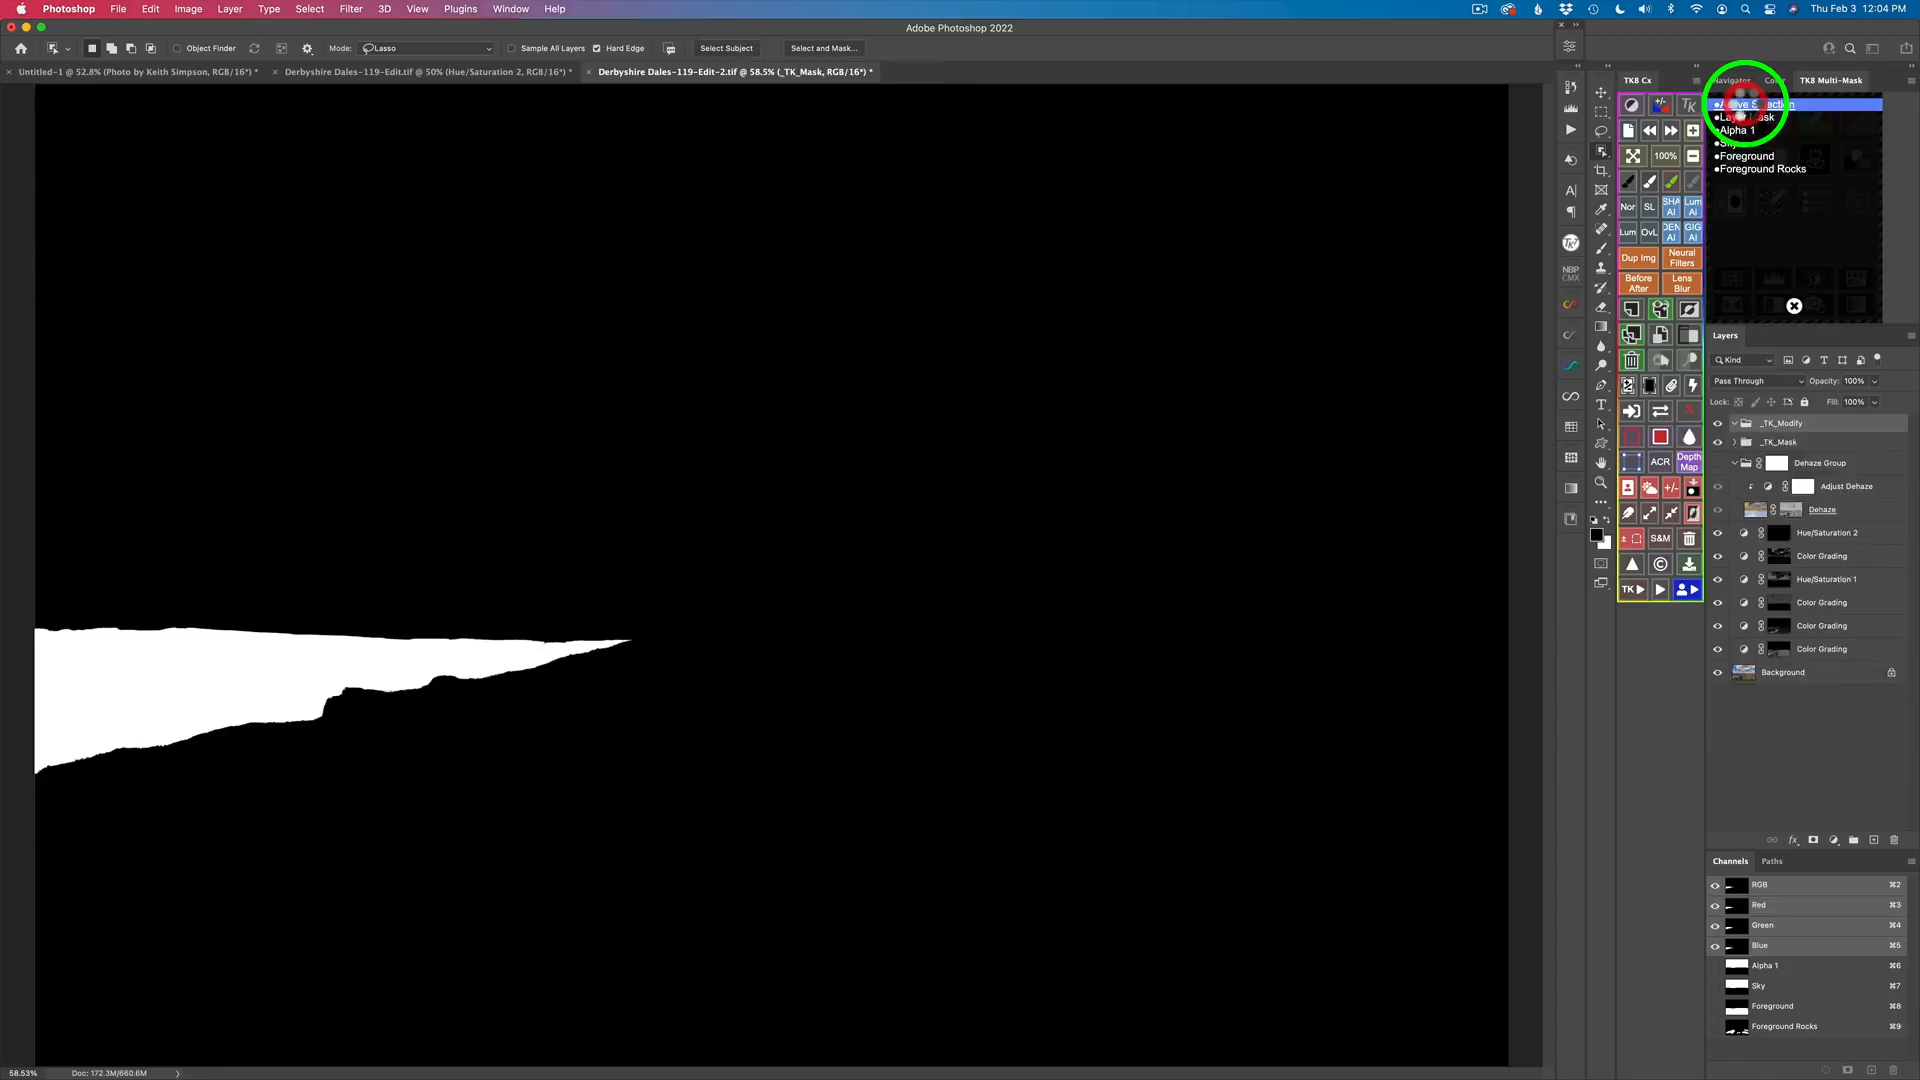 Photoshop File Edit Image Layer Type Select Filter 3D View Plugins Window Help Thu Feb 3 12:04 PM
Adobe Photoshop 2022
Object Finder Mode: Lasso Sample All Layers Hard Edge Select Subject Select and Mask...
Untitled-1 @ 52.8% (Photo by Keith Simpson, RGB/16*) * Derbyshire Dales-119-Edit.tif @ 50% (Hue/Saturation 2, RGB/16*) * Derbyshire Dales-119-Edit-2.tif @ 58.5% (_TK_Mask, RGB/16*) *
TK8 Cx
TK
100%
Nor SL SHA AI Lum Ai
Lum OvL DEN AI GIG AI
Dup Img Neural Filters
Before After Lens Blur
ACR Depth Map
+/-
S&M
TK
NBP
CMX
Navigator TK8 Multi-Mask
Alpha 1
Foreground
Foreground Rocks
Layers
Kind
Pass Through Opacity: 100%
Lock: Fill: 100%
_TK_Modify
_TK_Mask
Dehaze Group
Adjust Dehaze
Dehaze
Hue/Saturation 2
Color Grading
Hue/Saturation 1
Color Grading
Color Grading
Color Grading
Background
Channels Paths
RGB ⌘2
Red ⌘3
Green ⌘4
Blue ⌘5
Alpha 1 ⌘6
Sky ⌘7
Foreground ⌘8
Foreground Rocks ⌘9
58.53% Doc: 172.3M/660.6M